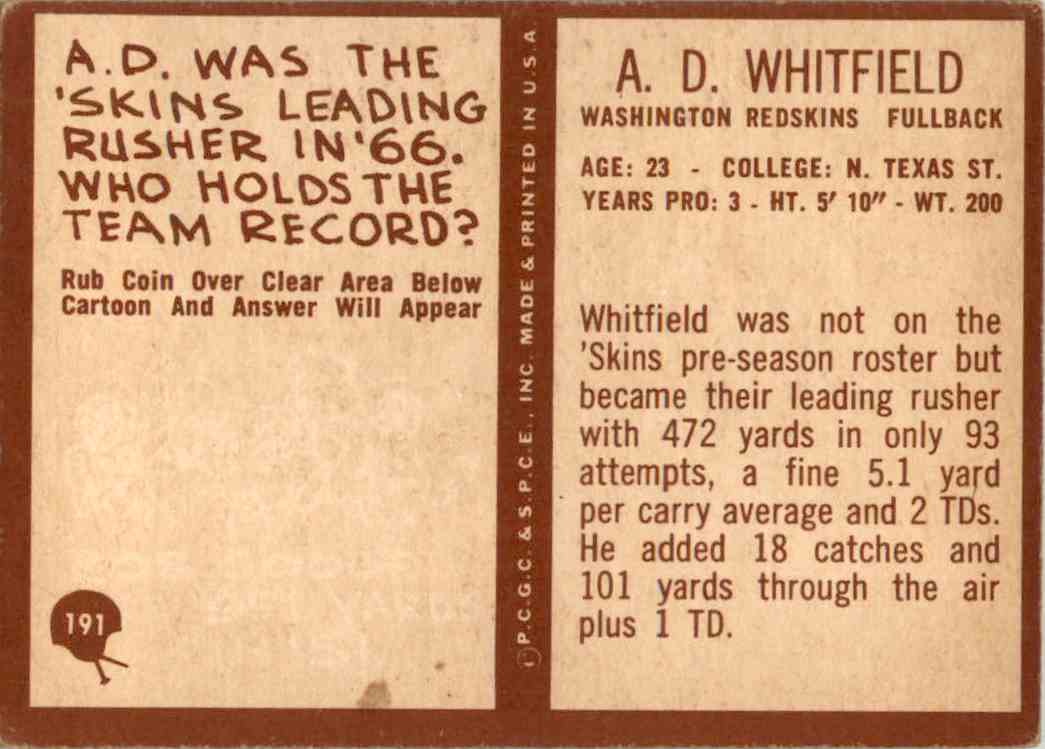 A.D. WAS THE
'SKINS LEADING
RUSHER IN '66.
WHO HOLDS THE
TEAM RECORD?
Rub Coin Over Clear Area Below
Cartoon And Answer Will Appear
191
P.C.G.C. & S.P.C.E., INC. MADE & PRINTED IN U.S.A.
A. D. WHITFIELD
WASHINGTON REDSKINS FULLBACK
AGE: 23 - COLLEGE: N. TEXAS ST.
YEARS PRO: 3 - HT. 5' 10" - WT. 200
Whitfield was not on the
'Skins pre-season roster but
became their leading rusher
with 472 yards in only 93
attempts, a fine 5.1 yard
per carry average and 2 TDs.
He added 18 catches and
101 yards through the air
plus 1 TD.